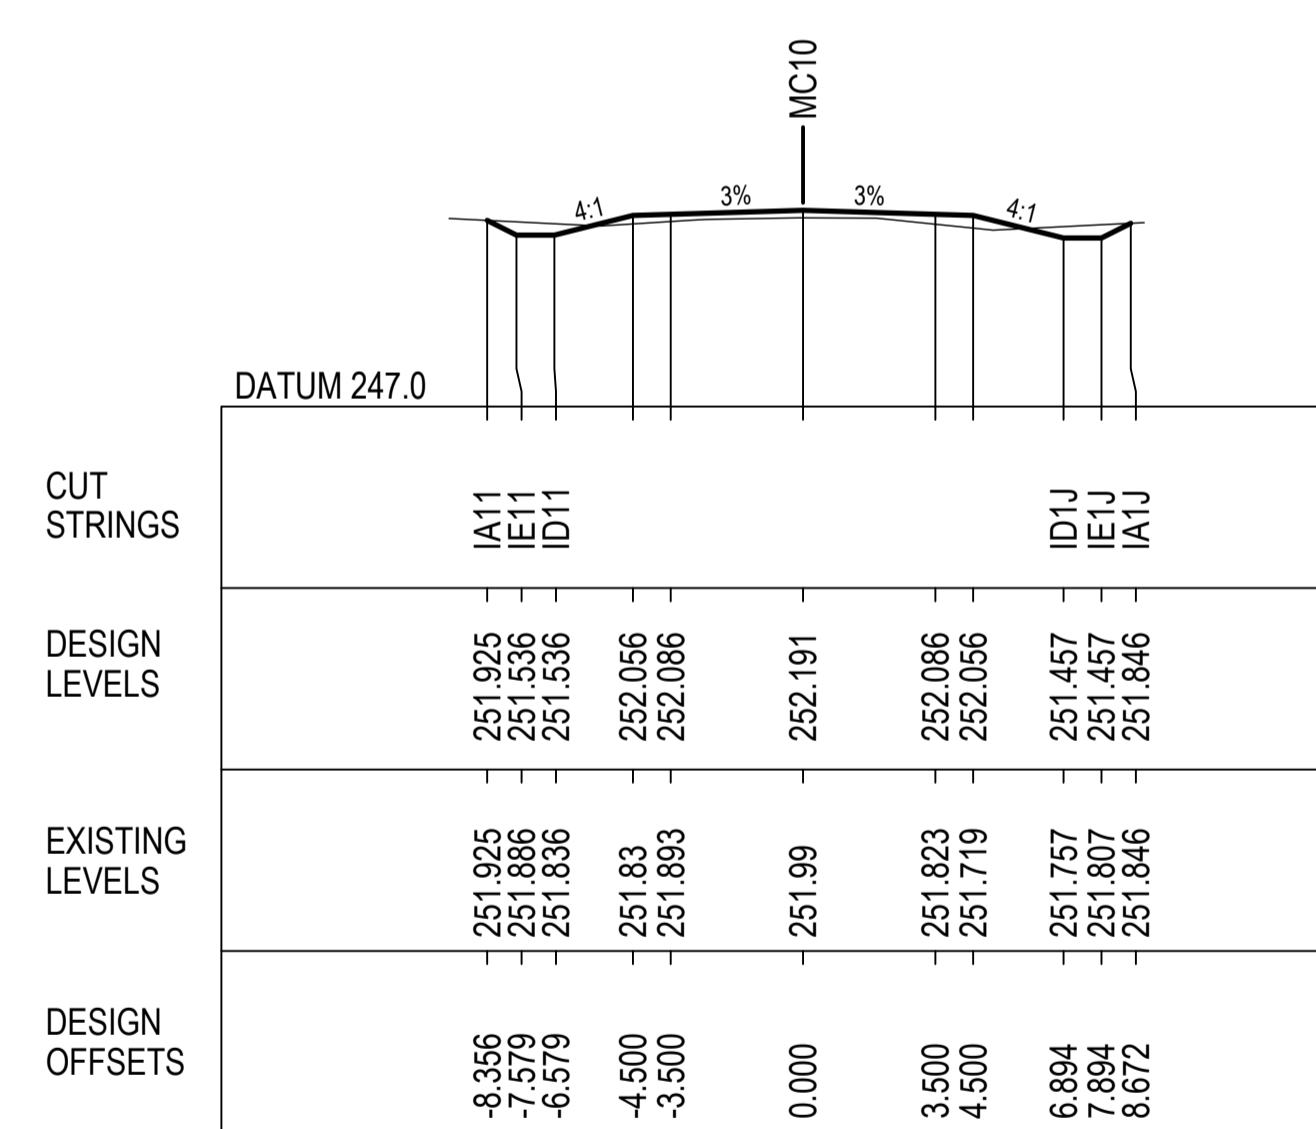 MC10
4:1
3%
3%
4:1
DATUM 247.0
CUT
STRINGS
IA11
IE11
ID11
ID1J
IE1J
IA1J
DESIGN
LEVELS
251.925
251.536
251.536
252.056
252.086
252.191
252.086
252.056
251.457
251.457
251.846
EXISTING
LEVELS
251.925
251.886
251.836
251.83
251.893
251.99
251.823
251.719
251.757
251.807
251.846
DESIGN
OFFSETS
-8.356
-7.579
-6.579
-4.500
-3.500
0.000
3.500
4.500
6.894
7.894
8.672